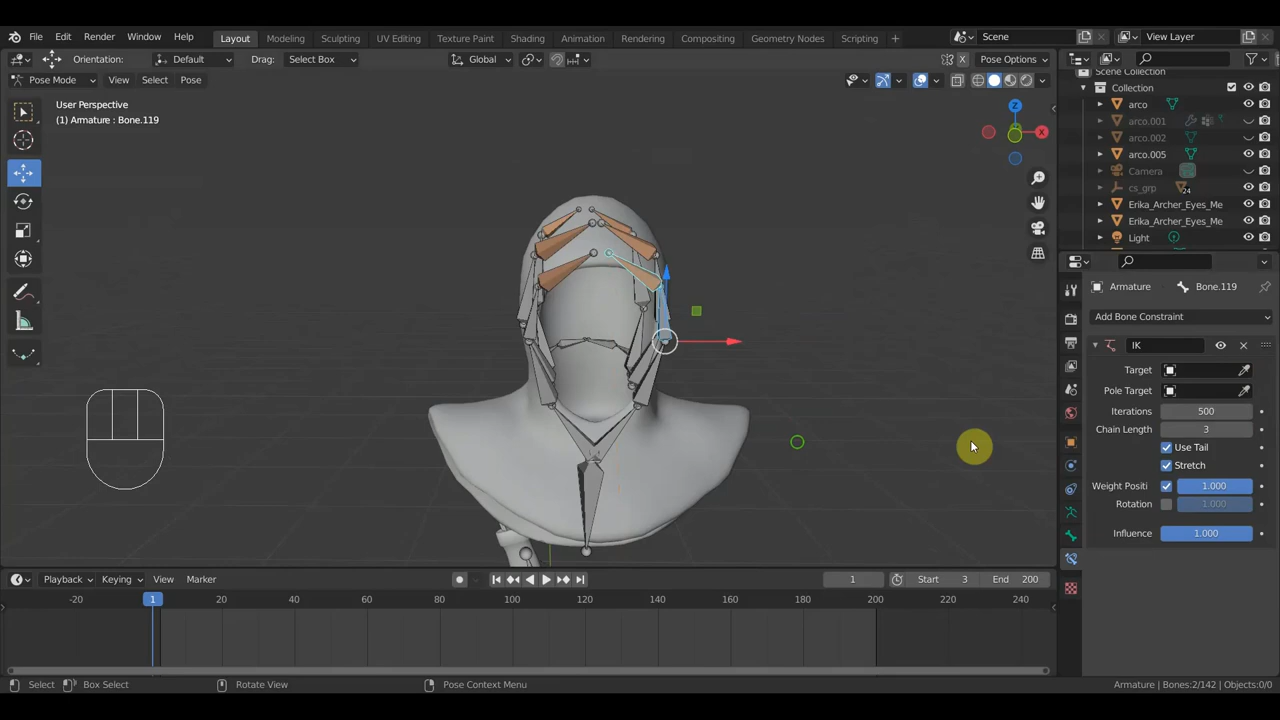 File Edit Render Window Help Layout Modeling Sculpting UV Editing Texture Paint Shading Animation Rendering Compositing Geometry Nodes Scripting + Scene View Layer
Orientation: Default Drag: Select Box Global X Pose Options
Pose Mode View Select Pose
User Perspective
(1) Armature : Bone.119
Z
X
Scene Collection
Collection
arco
arco.001
arco.002
arco.005
Camera
cs_grp 24
Erika_Archer_Eyes_Me
Erika_Archer_Eyes_Me
Light
Armature Bone.119
Add Bone Constraint
IK
Target
Pole Target
Iterations 500
Chain Length 3
Use Tail
Stretch
Weight Positi 1.000
Rotation 1.000
Influence 1.000
Playback Keying View Marker 1 Start 3 End 200
-20 1 20 40 60 80 100 120 140 160 180 200 220 240
Select Box Select Rotate View Pose Context Menu Armature | Bones:2/142 | Objects:0/0